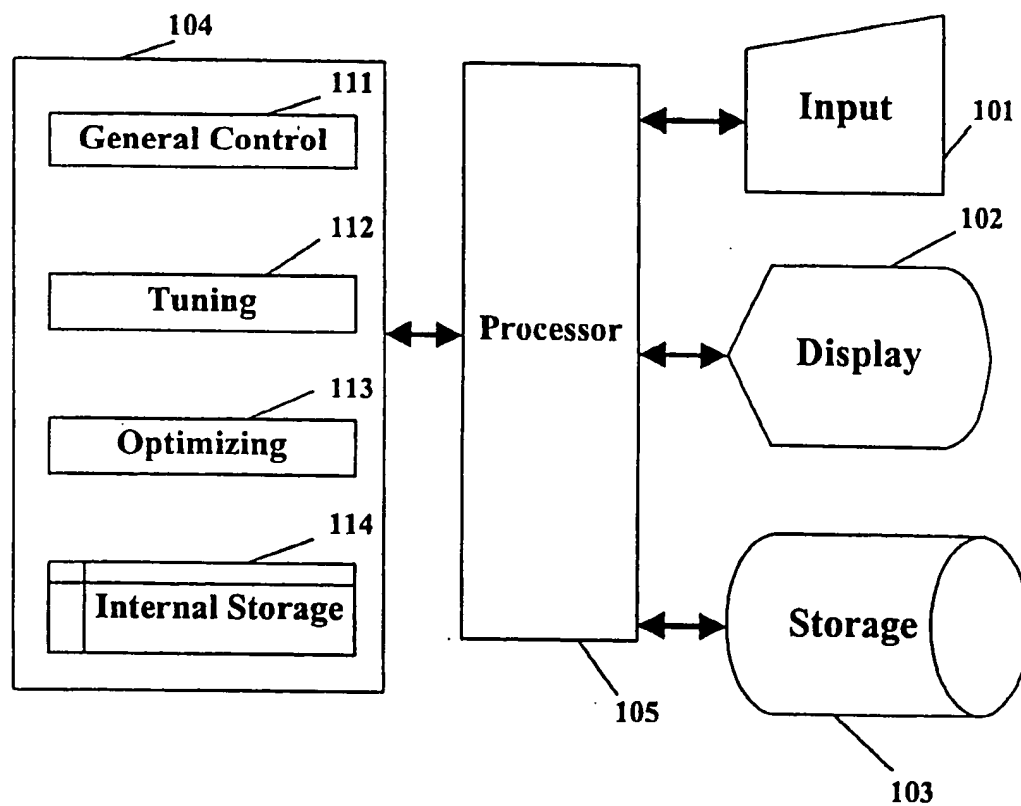 104
111
General Control
112
Tuning
113
Optimizing
114
Internal Storage
Processor
105
Input
101
102
Display
Storage
103